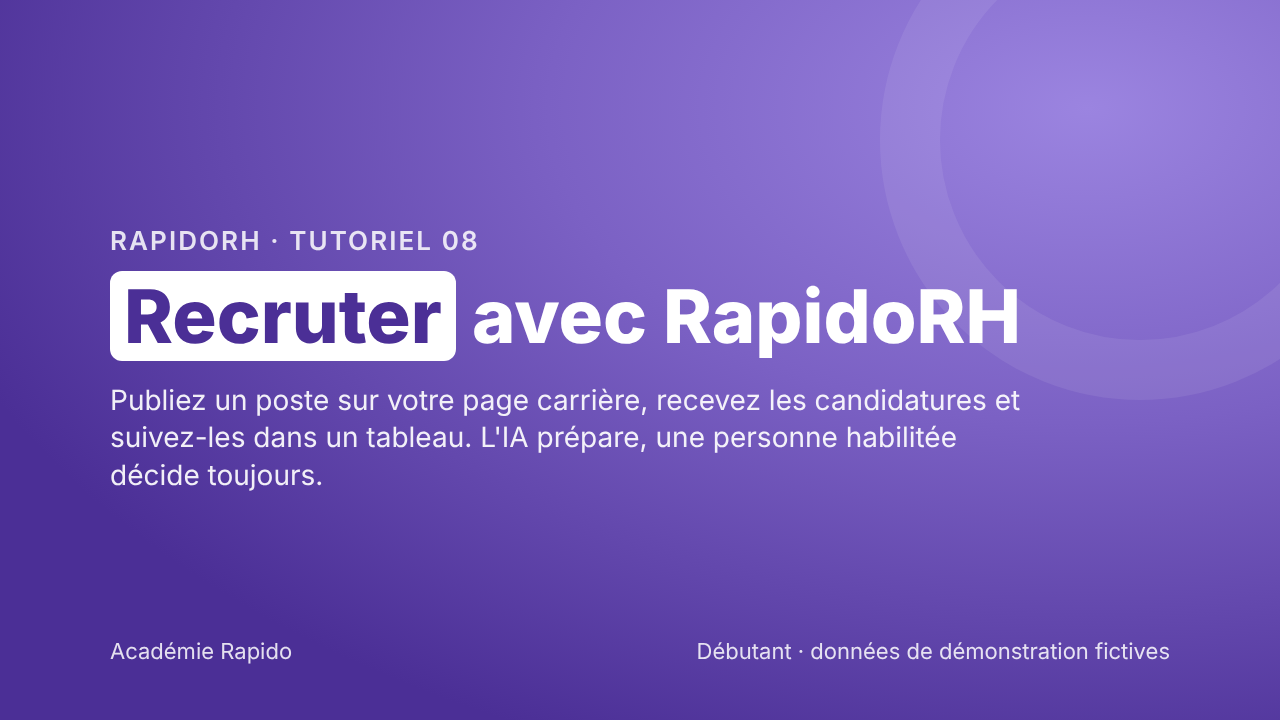 RAPIDORH · TUTORIEL 08
Recruter avec RapidoRH
Publiez un poste sur votre page carrière, recevez les candidatures et
suivez-les dans un tableau. L'IA prépare, une personne habilitée
décide toujours.
Académie Rapido
Débutant · données de démonstration fictives